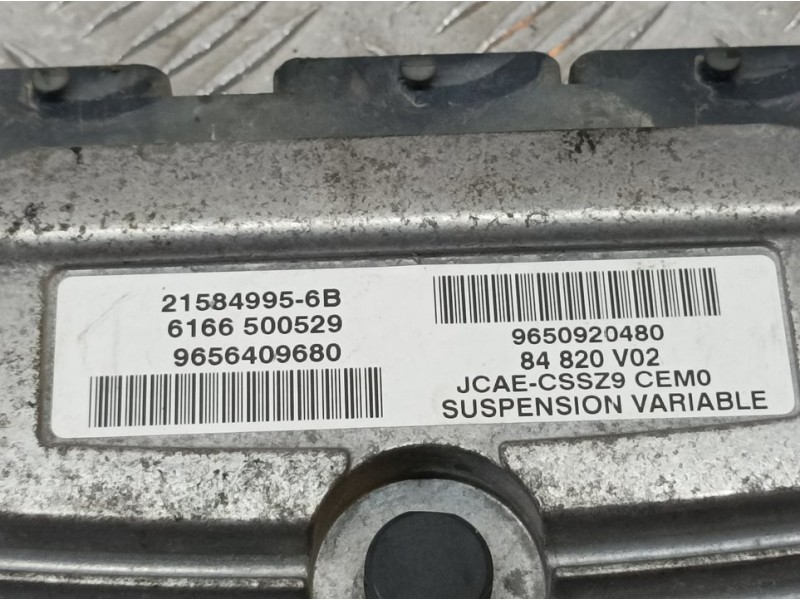 21584995-6B
6166 500529
9656409680
9650920480
84 820 V02
JCAE-CSSZ9 CEM0
SUSPENSION VARIABLE